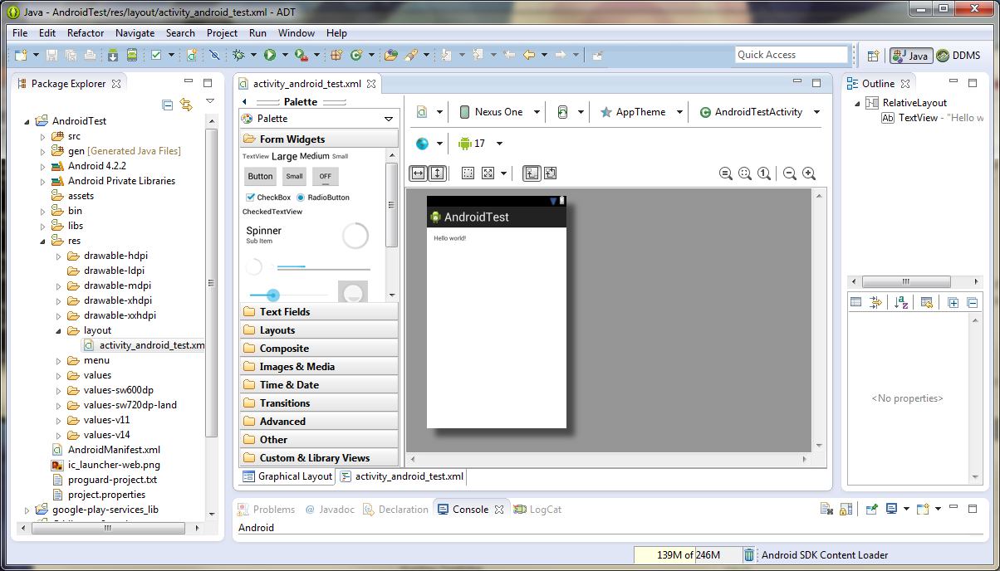 Java - AndroidTest/res/layout/activity_android_test.xml - ADT
File Edit Refactor Navigate Search Project Run Window Help
Quick Access
Java
DDMS
Package Explorer
AndroidTest
src
gen [Generated Java Files]
Android 4.2.2
Android Private Libraries
assets
bin
libs
res
drawable-hdpi
drawable-ldpi
drawable-mdpi
drawable-xhdpi
drawable-xxhdpi
layout
activity_android_test.xm
menu
values
values-sw600dp
values-sw720dp-land
values-v11
values-v14
AndroidManifest.xml
ic_launcher-web.png
proguard-project.txt
project.properties
google-play-services_lib
activity_android_test.xml
Palette
Palette
Form Widgets
TextView Large Medium Small
Button Small OFF
CheckBox RadioButton
CheckedTextView
Spinner
Sub Item
Text Fields
Layouts
Composite
Images & Media
Time & Date
Transitions
Advanced
Other
Custom & Library Views
Graphical Layout
activity_android_test.xml
Nexus One
AppTheme
AndroidTestActivity
17
1
AndroidTest
Hello world!
Outline
RelativeLayout
Ab TextView - "Hello w
<No properties>
Problems
@ Javadoc
Declaration
Console
LogCat
Android
139M of 246M
Android SDK Content Loader